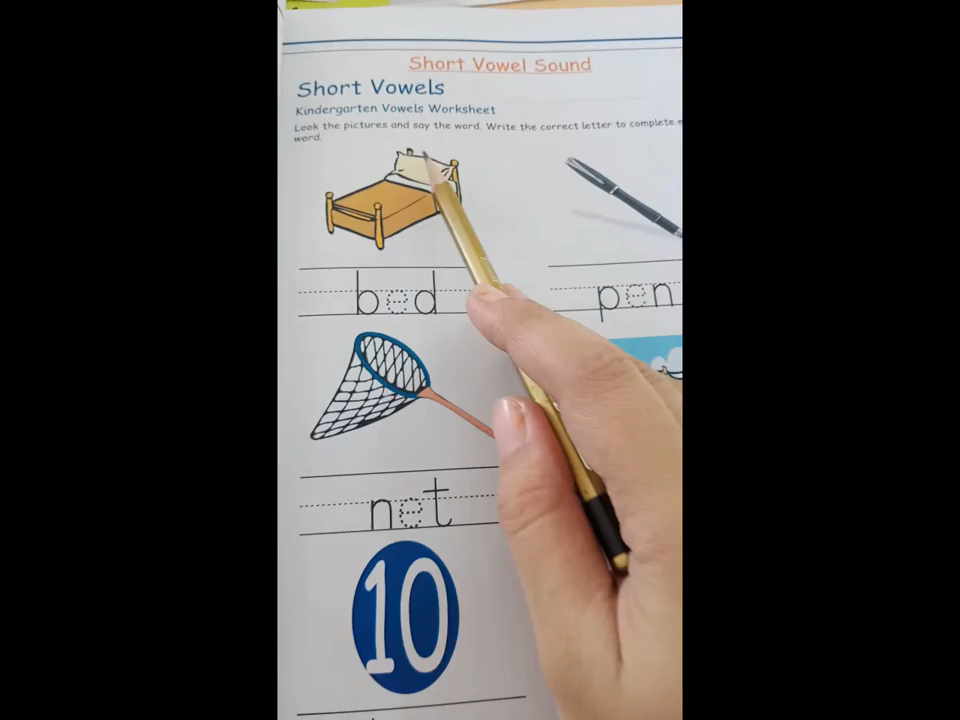 Short Vowel Sound
Short Vowels
Kindergarten Vowels Worksheet
Look the pictures and say the word. Write the correct letter to complete
word.
bed
pen
net
10